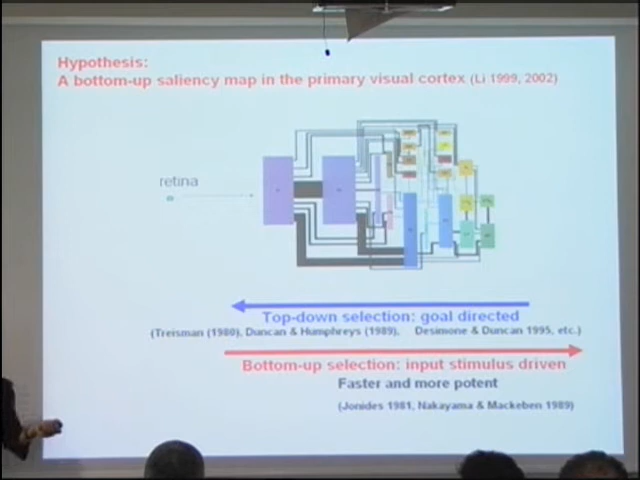 Hypothesis:
A bottom-up saliency map in the primary visual cortex (Li 1999, 2002)
retina
Top-down selection: goal directed
(Treisman (1980), Duncan & Humphreys (1989), Desimone & Duncan 1995, etc.)
Bottom-up selection: input stimulus driven
Faster and more potent
(Jonides 1981, Nakayama & Mackeben 1989)